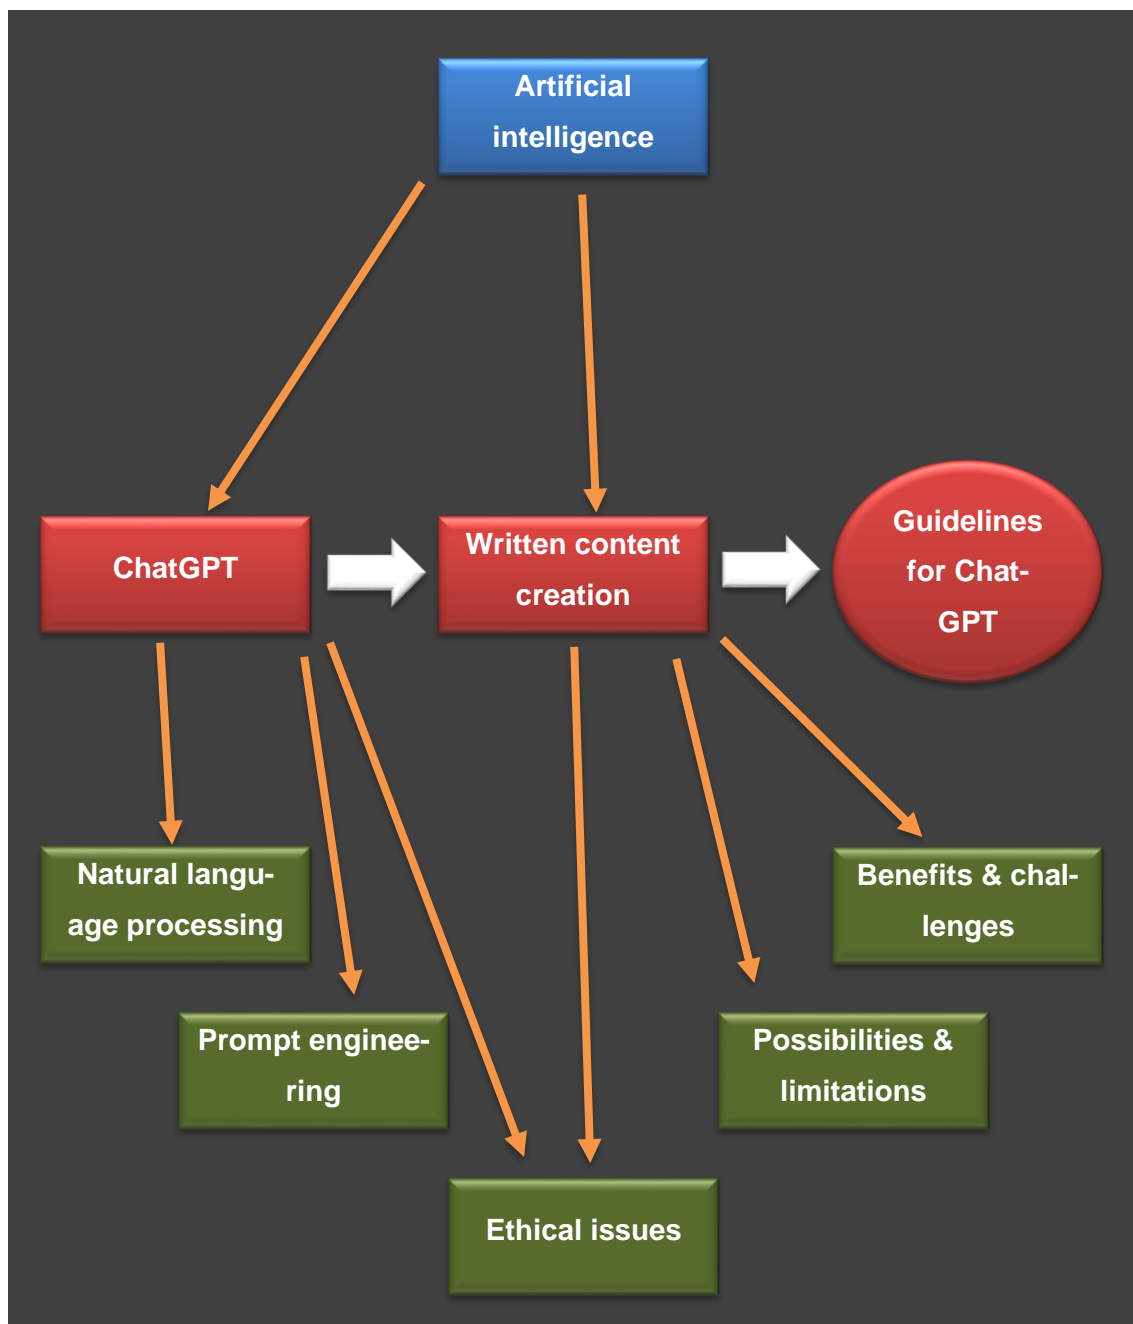 Artificial
intelligence
ChatGPT
Written content
creation
Guidelines
for Chat-
GPT
Natural langu-
age processing
Benefits & chal-
lenges
Prompt enginee-
ring
Possibilities &
limitations
Ethical issues